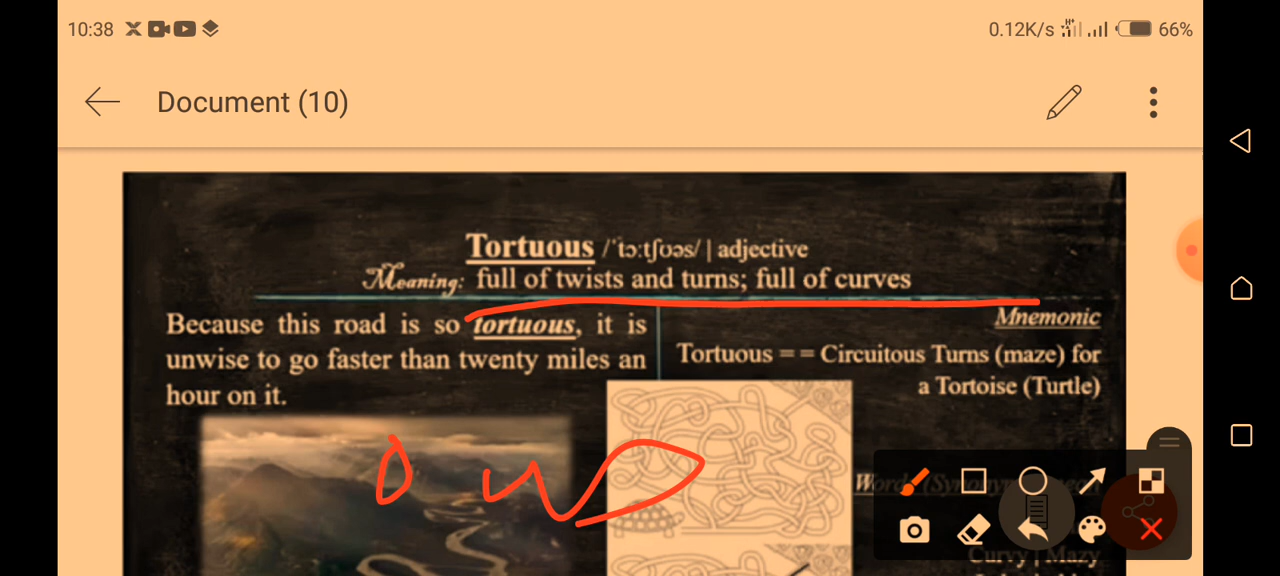 10:38
0.12K/s
66%
Document (10)
Tortuous /ˈtɔːtʃʊəs/ | adjective
Meaning: full of twists and turns; full of curves
Because this road is so tortuous, it is
unwise to go faster than twenty miles an
hour on it.
Mnemonic
Tortuous == Circuitous Turns (maze) for
a Tortoise (Turtle)
ous
Curvy | Mazy